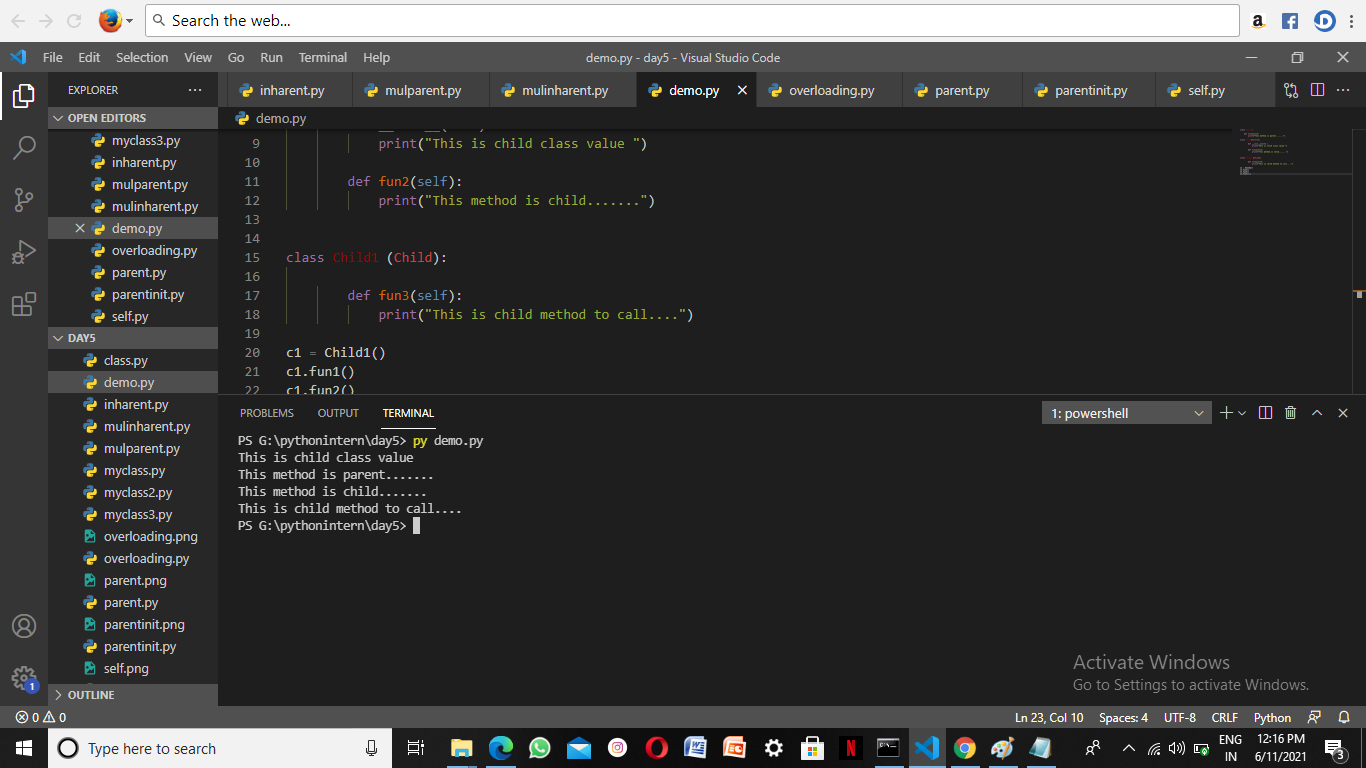 Search the web...
File Edit Selection View Go Run Terminal Help
demo.py - day5 - Visual Studio Code
EXPLORER
inharent.py mulparent.py mulinharent.py demo.py overloading.py parent.py parentinit.py self.py
OPEN EDITORS
myclass3.py
inharent.py
mulparent.py
mulinharent.py
demo.py
overloading.py
parent.py
parentinit.py
self.py
DAY5
class.py
demo.py
inharent.py
mulinharent.py
mulparent.py
myclass.py
myclass2.py
myclass3.py
overloading.png
overloading.py
parent.png
parent.py
parentinit.png
parentinit.py
self.png
OUTLINE
demo.py
9 print("This is child class value ")
10
11 def fun2(self):
12 print("This method is child.......")
13
14
15 class Child1 (Child):
16
17 def fun3(self):
18 print("This is child method to call....")
19
20 c1 = Child1()
21 c1.fun1()
22 c1.fun2()
PROBLEMS OUTPUT TERMINAL
1: powershell
PS G:\pythonintern\day5> py demo.py
This is child class value
This method is parent.......
This method is child.......
This is child method to call....
PS G:\pythonintern\day5>
Activate Windows
Go to Settings to activate Windows.
1
0 0
Ln 23, Col 10 Spaces: 4 UTF-8 CRLF Python
Type here to search
ENG
IN
12:16 PM
6/11/2021
3